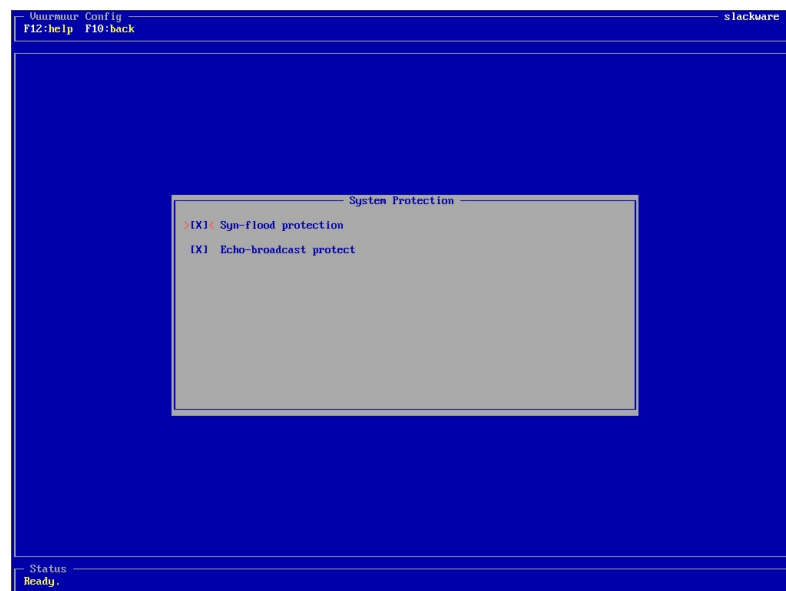 Vuurmuur Config slackware
F12:help F10:back
System Protection
>[X]< Syn-flood protection
[X] Echo-broadcast protect
Status
Ready.